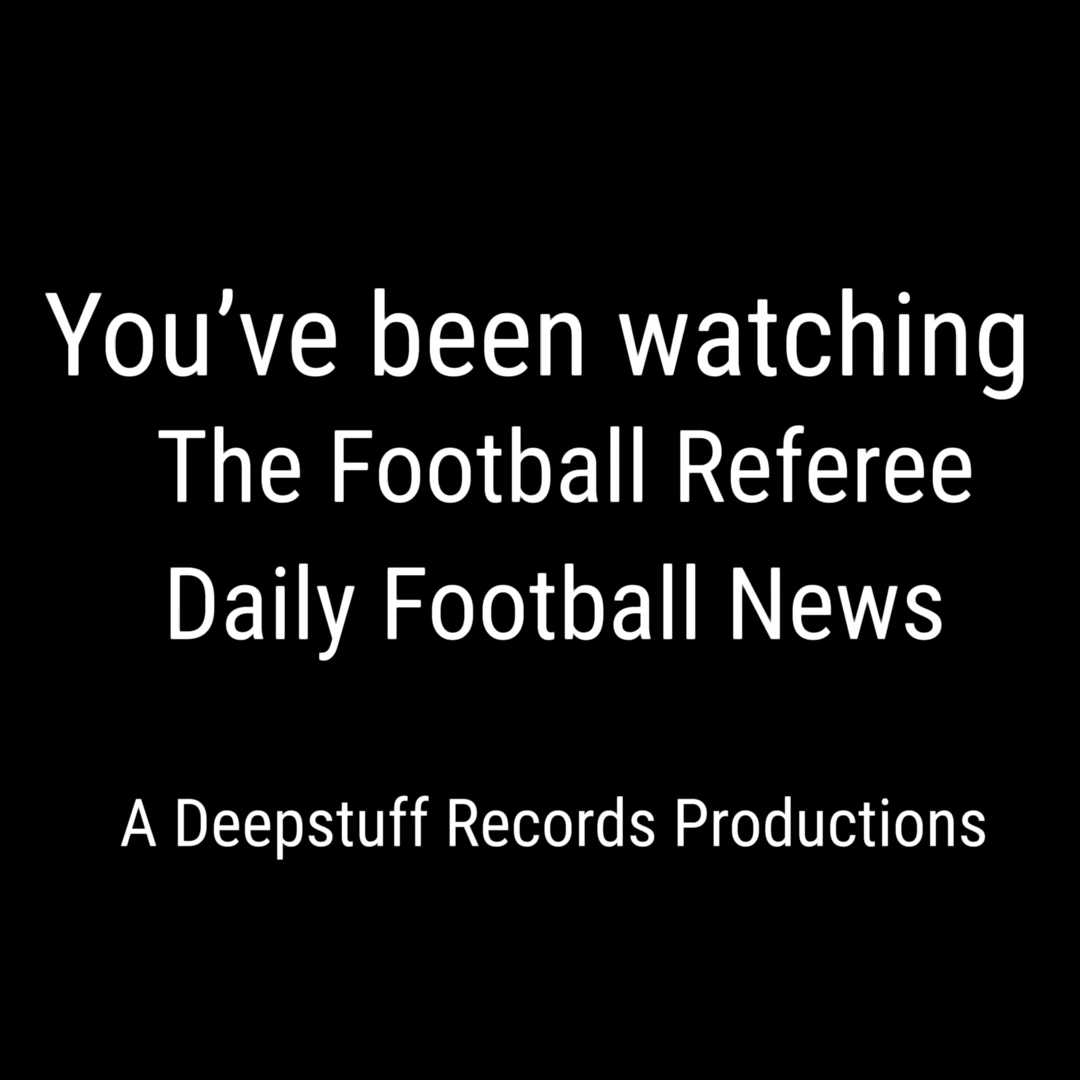 You’ve been watching
The Football Referee
Daily Football News
A Deepstuff Records Productions